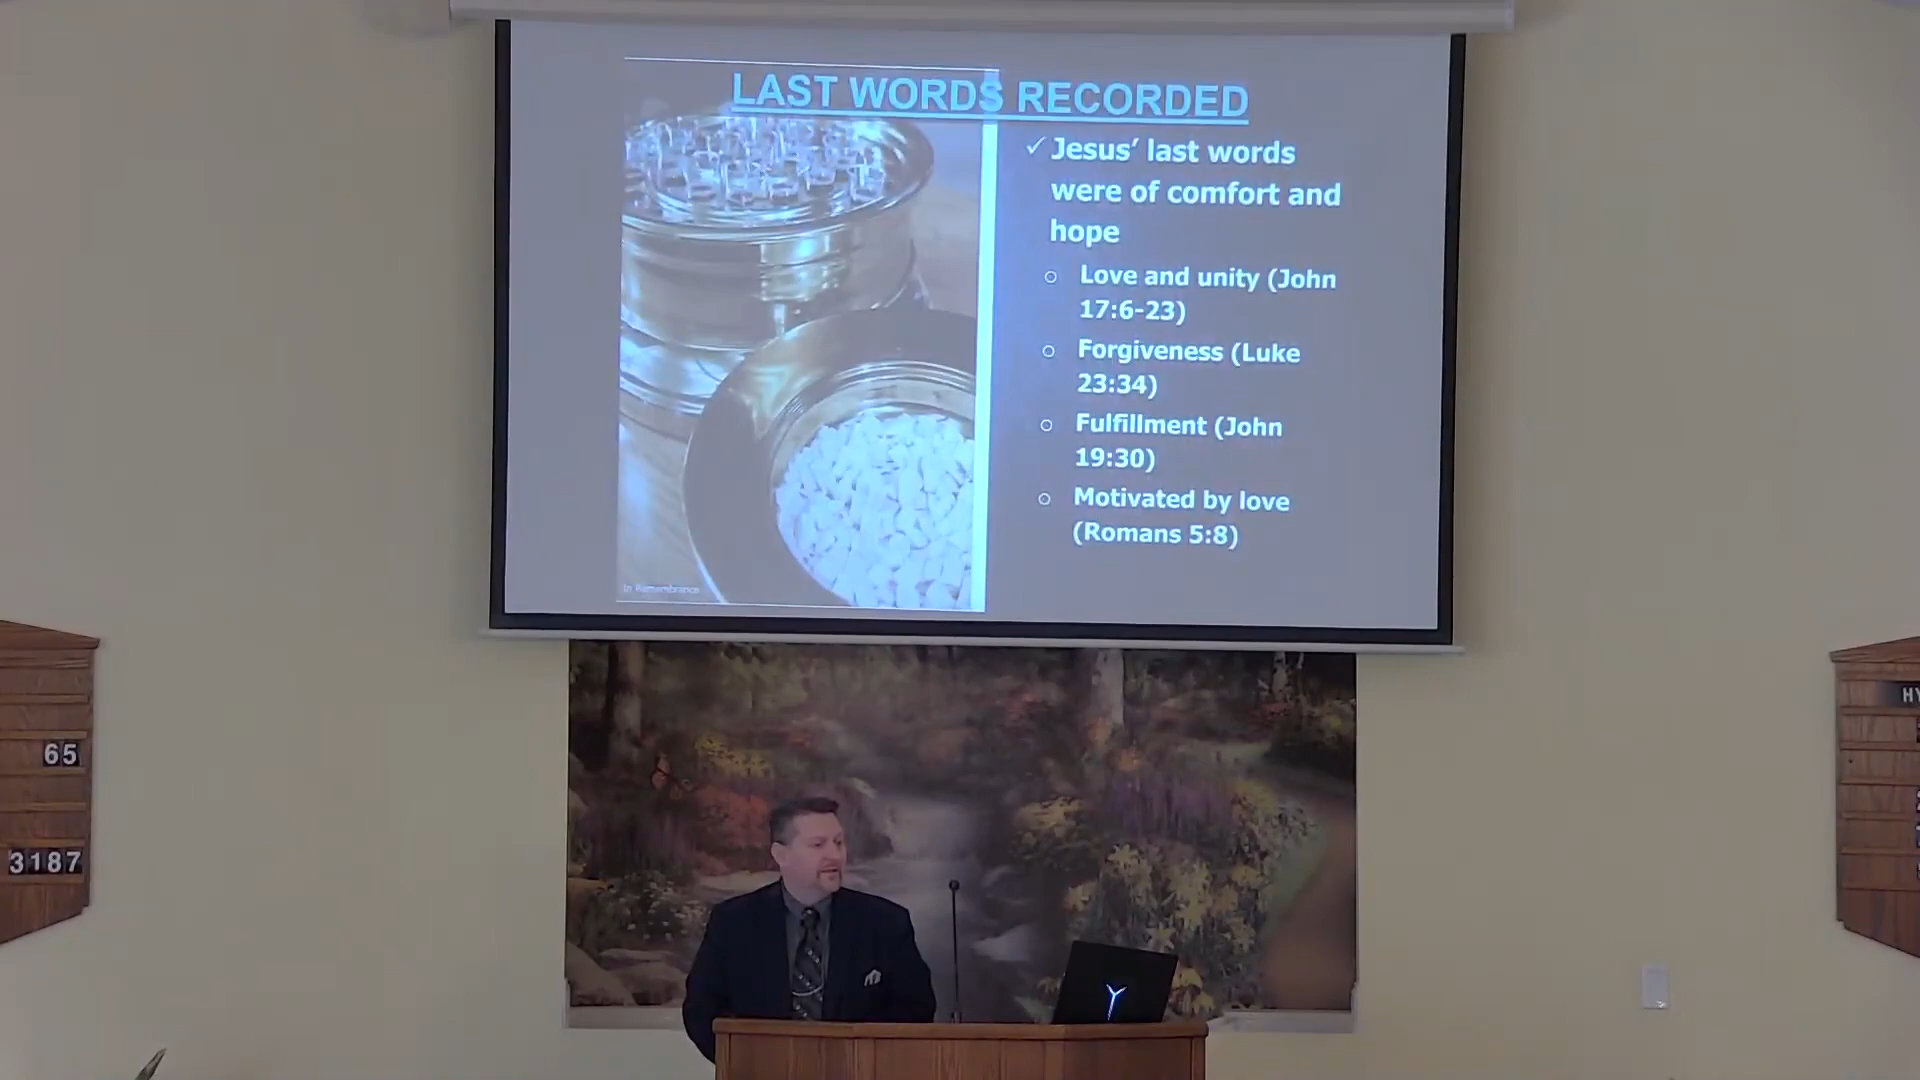 LAST WORDS RECORDED
✓ Jesus’ last words
were of comfort and
hope
○ Love and unity (John
17:6-23)
○ Forgiveness (Luke
23:34)
○ Fulfillment (John
19:30)
○ Motivated by love
(Romans 5:8)
In Remembrance
65
3187
HY